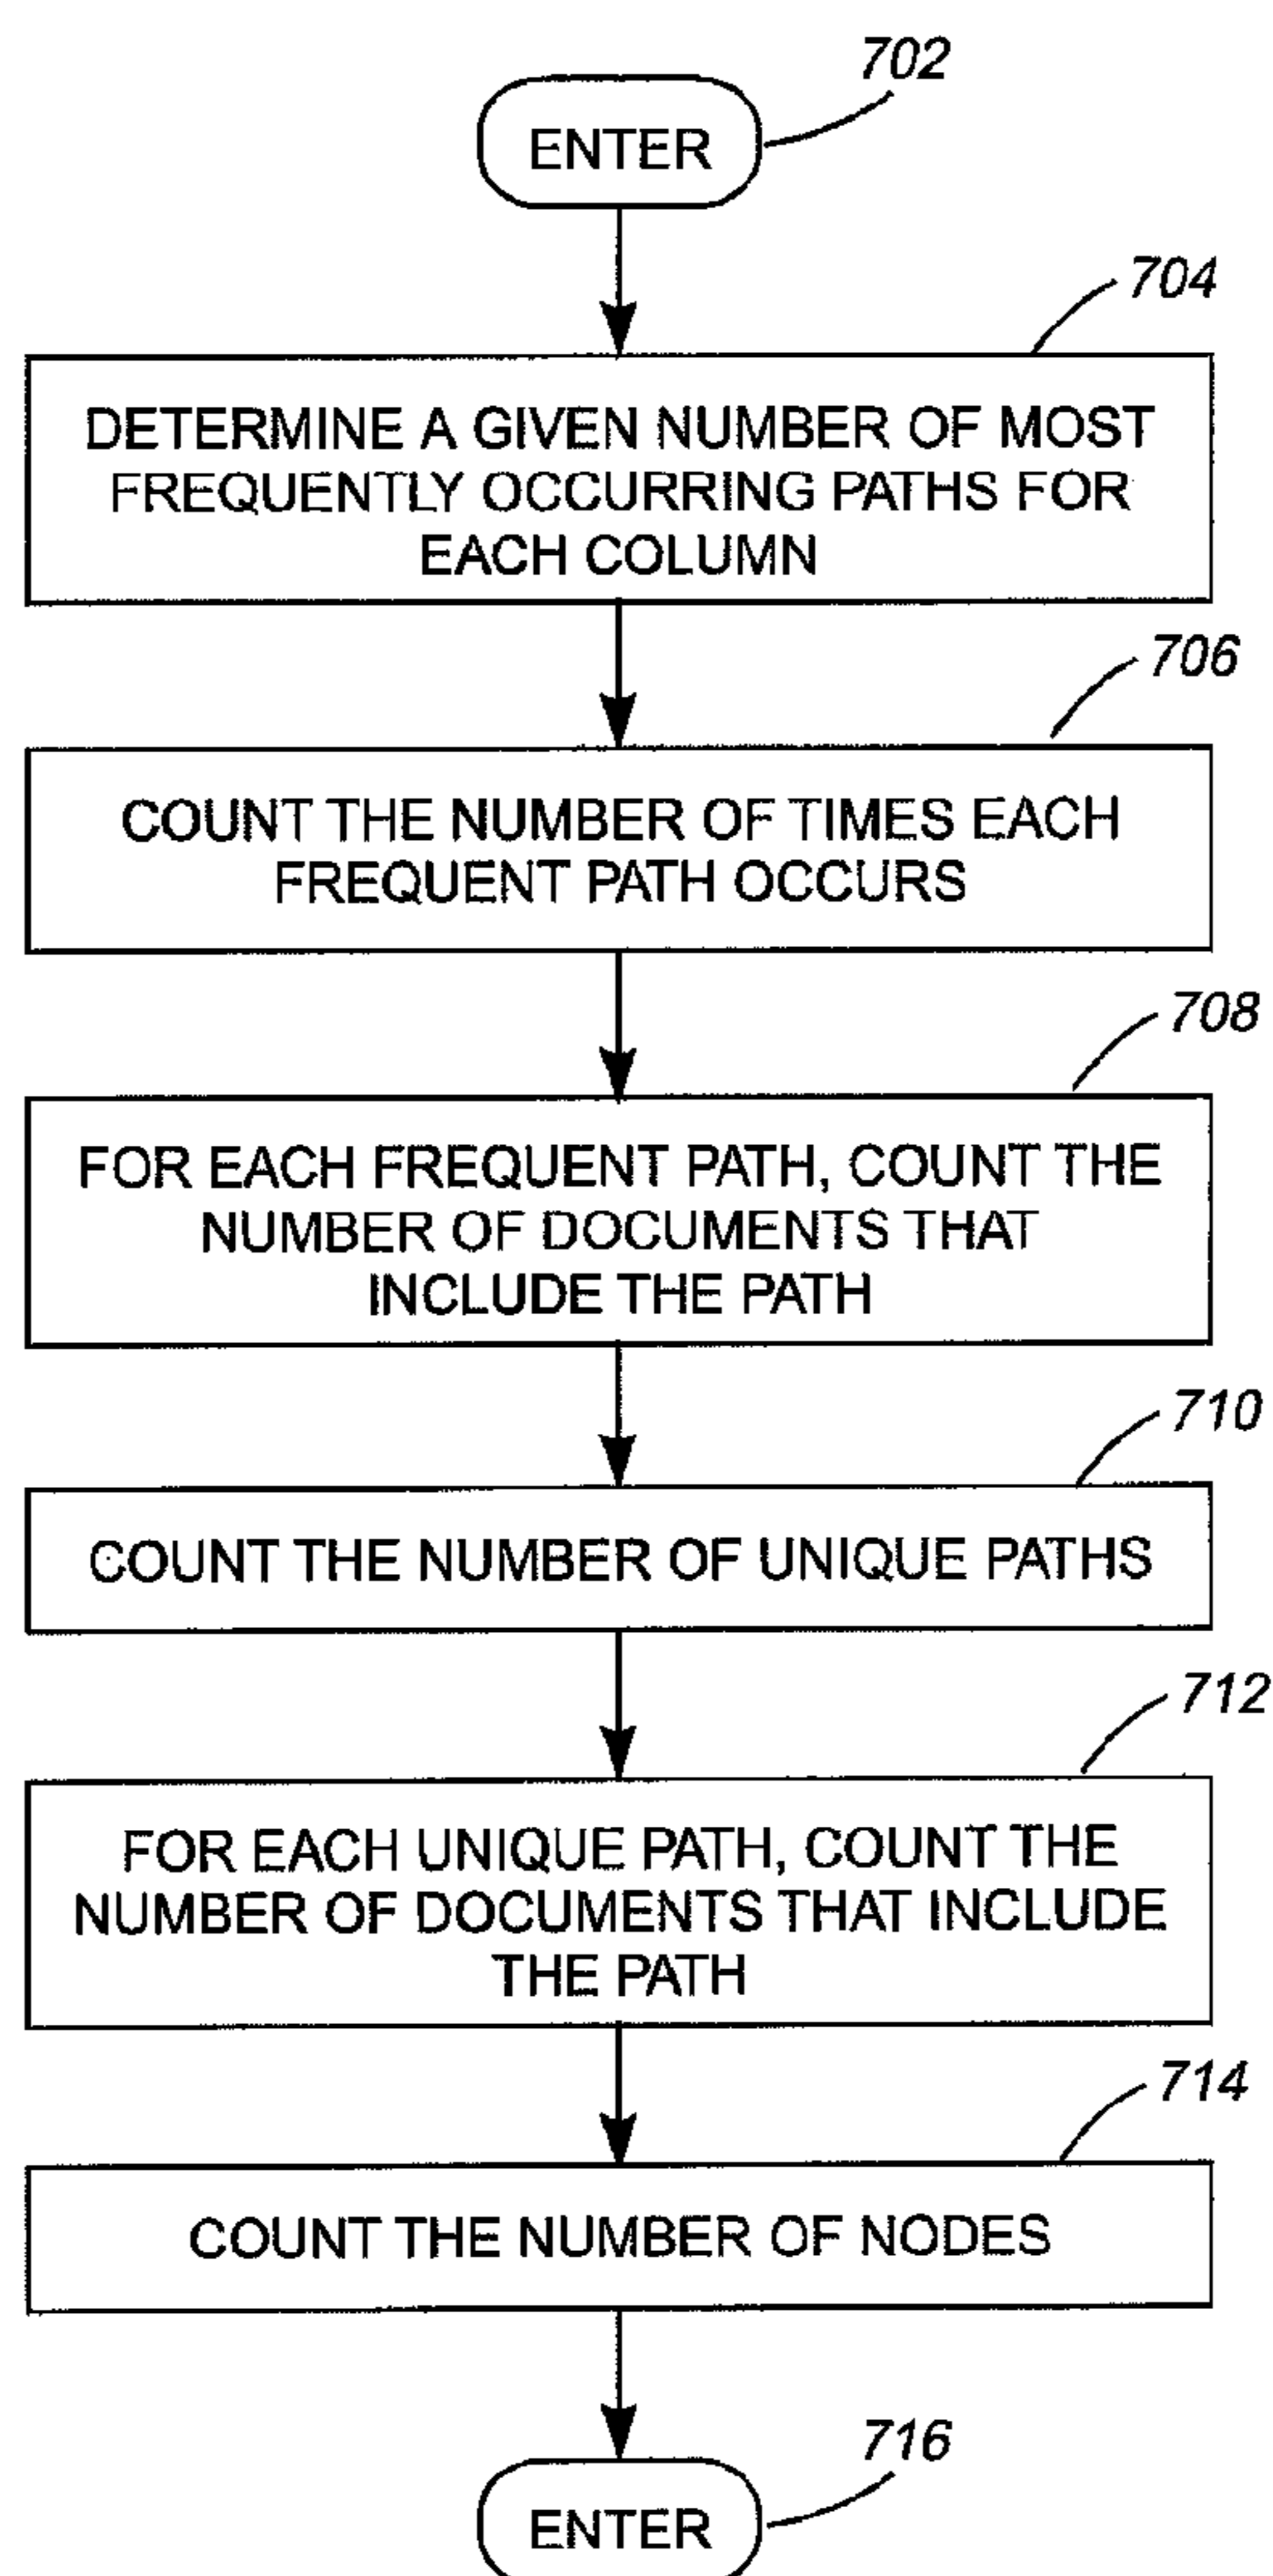 702
ENTER
704
DETERMINE A GIVEN NUMBER OF MOST
FREQUENTLY OCCURRING PATHS FOR
EACH COLUMN
706
COUNT THE NUMBER OF TIMES EACH
FREQUENT PATH OCCURS
708
FOR EACH FREQUENT PATH, COUNT THE
NUMBER OF DOCUMENTS THAT
INCLUDE THE PATH
710
COUNT THE NUMBER OF UNIQUE PATHS
712
FOR EACH UNIQUE PATH, COUNT THE
NUMBER OF DOCUMENTS THAT INCLUDE
THE PATH
714
COUNT THE NUMBER OF NODES
716
ENTER